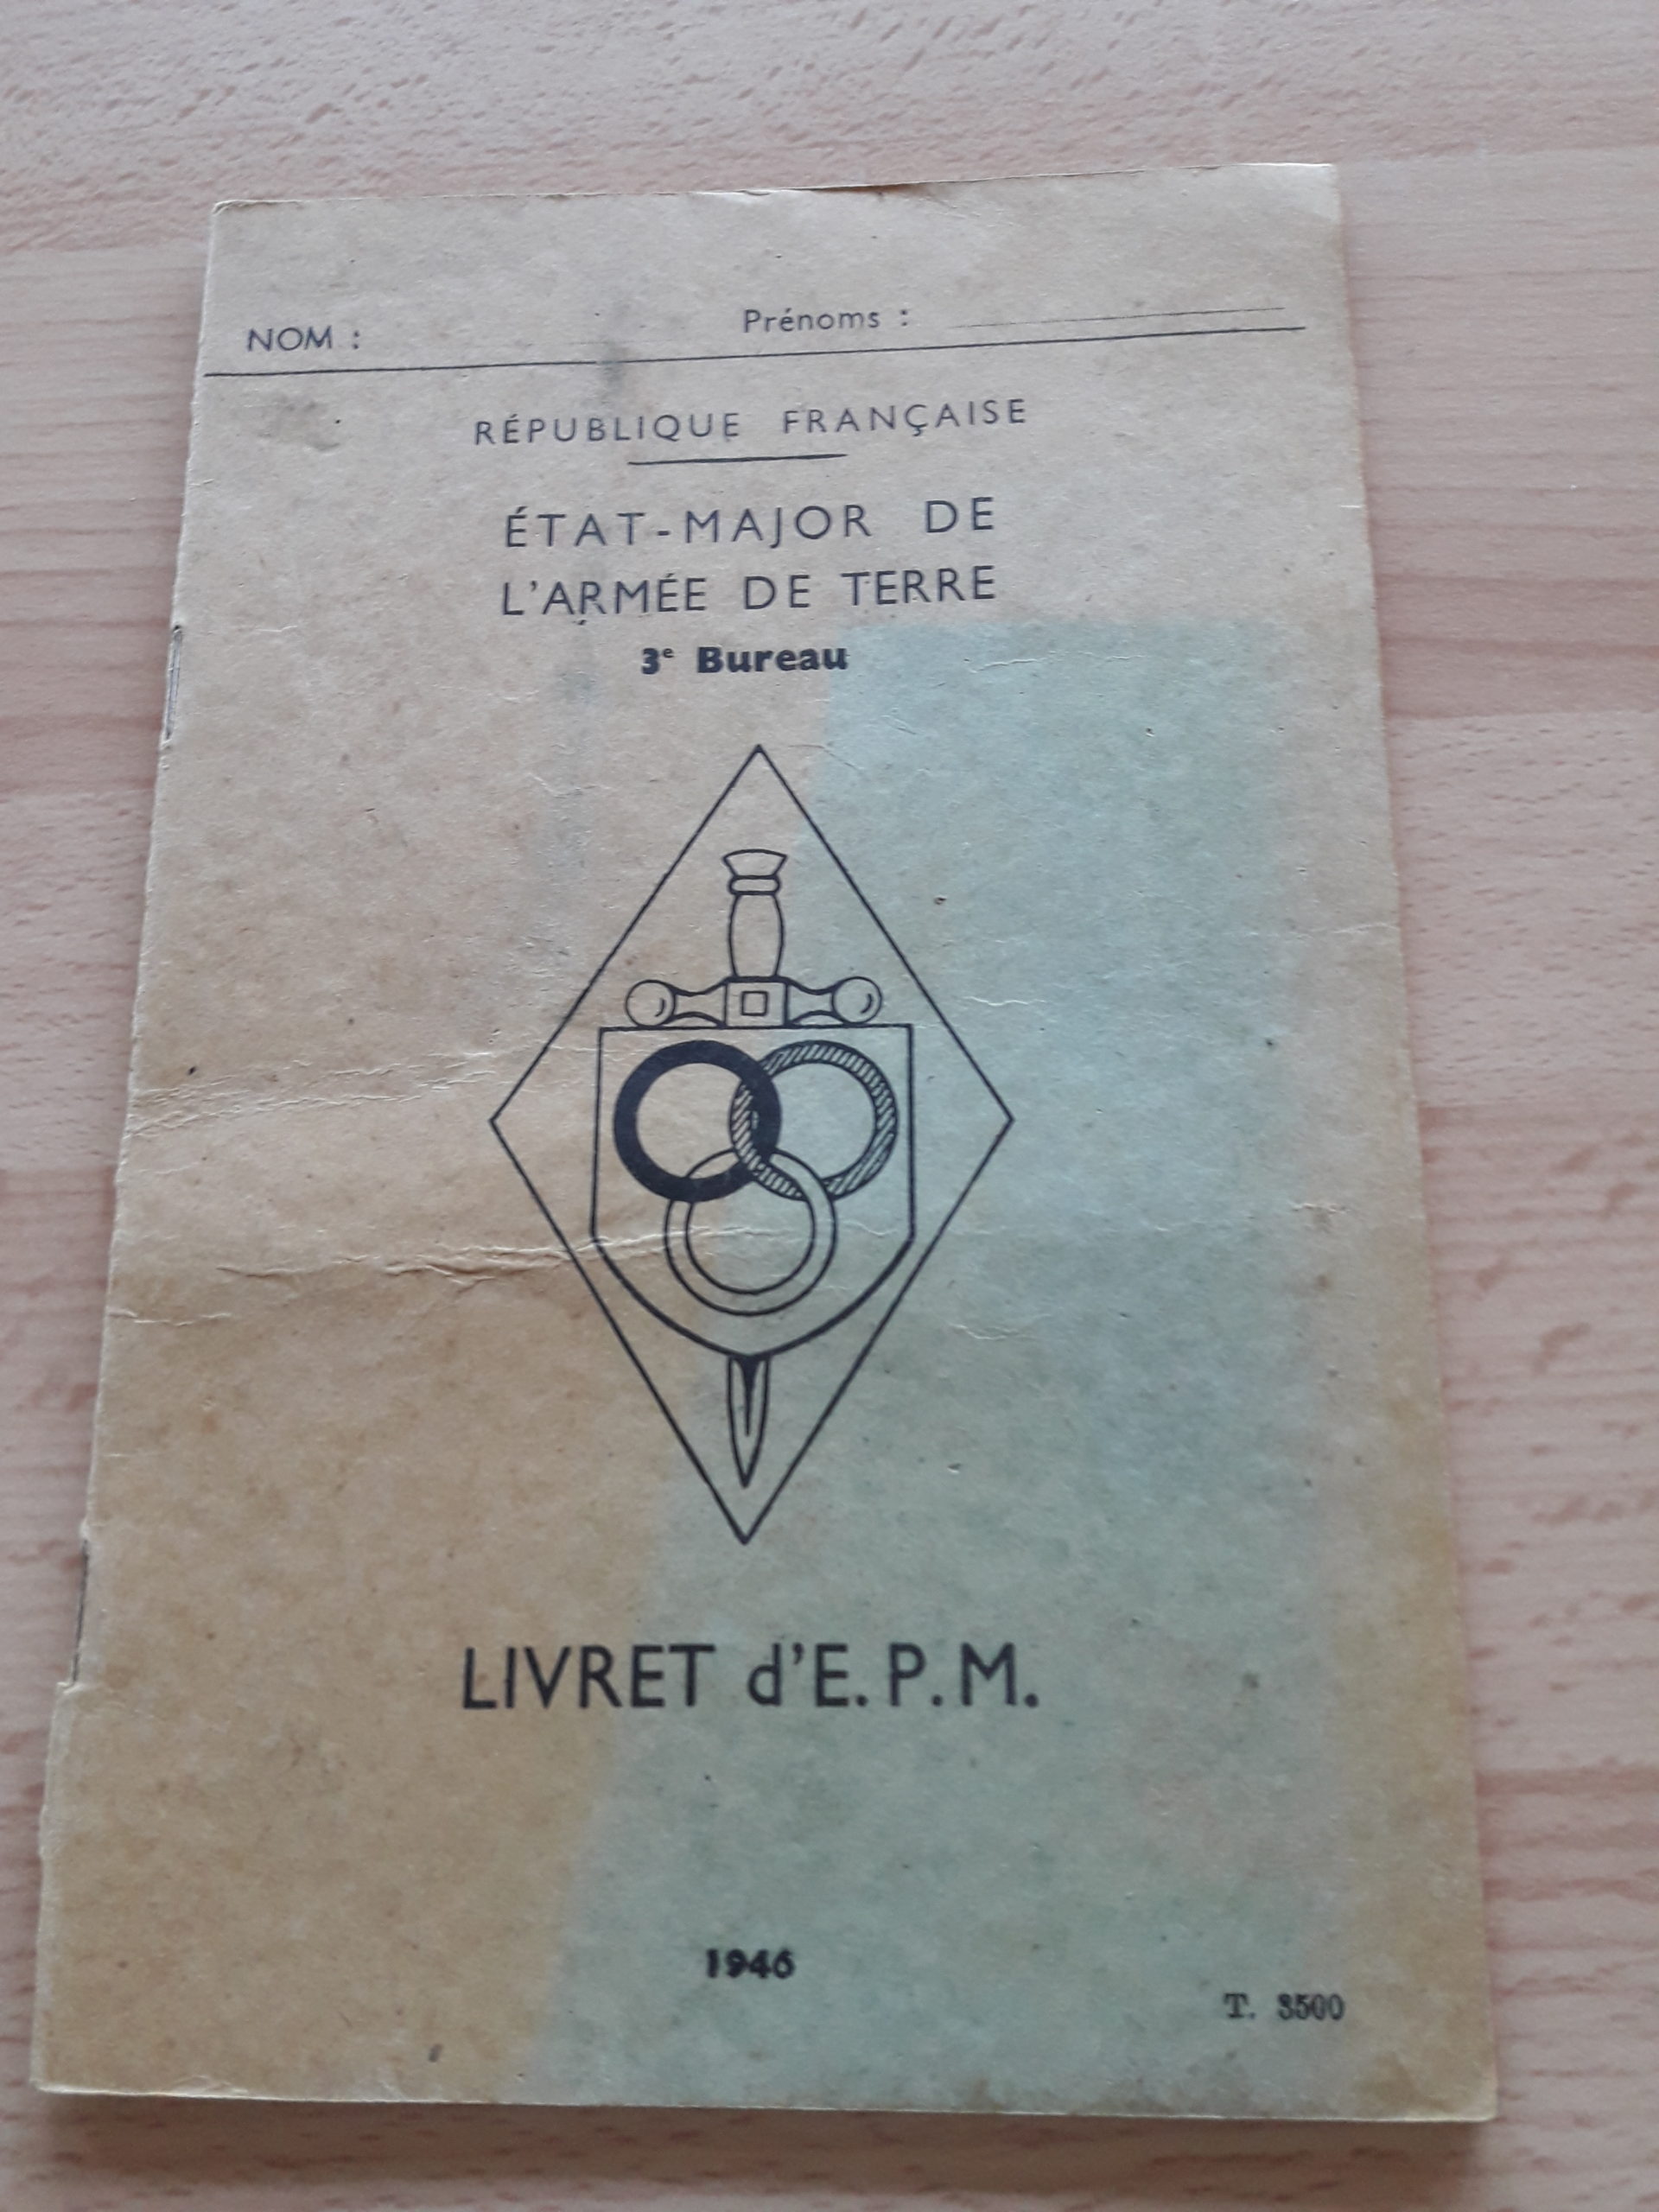 NOM : Prénoms :
RÉPUBLIQUE FRANÇAISE
ÉTAT-MAJOR DE
L'ARMÉE DE TERRE
3e Bureau
LIVRET d'E.P.M.
1946
T. 3500